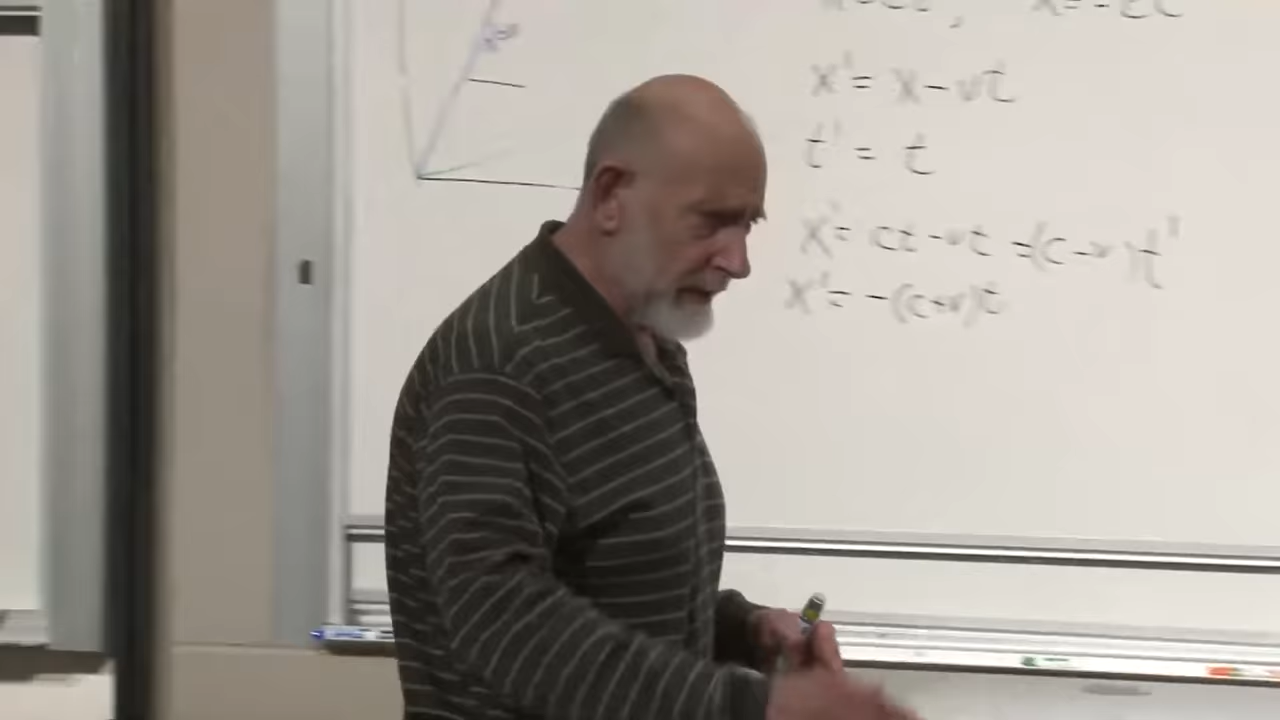 x' = x - vt
t' = t
x' = ct - vt = (c - v)t'
x' = -(c+v)t